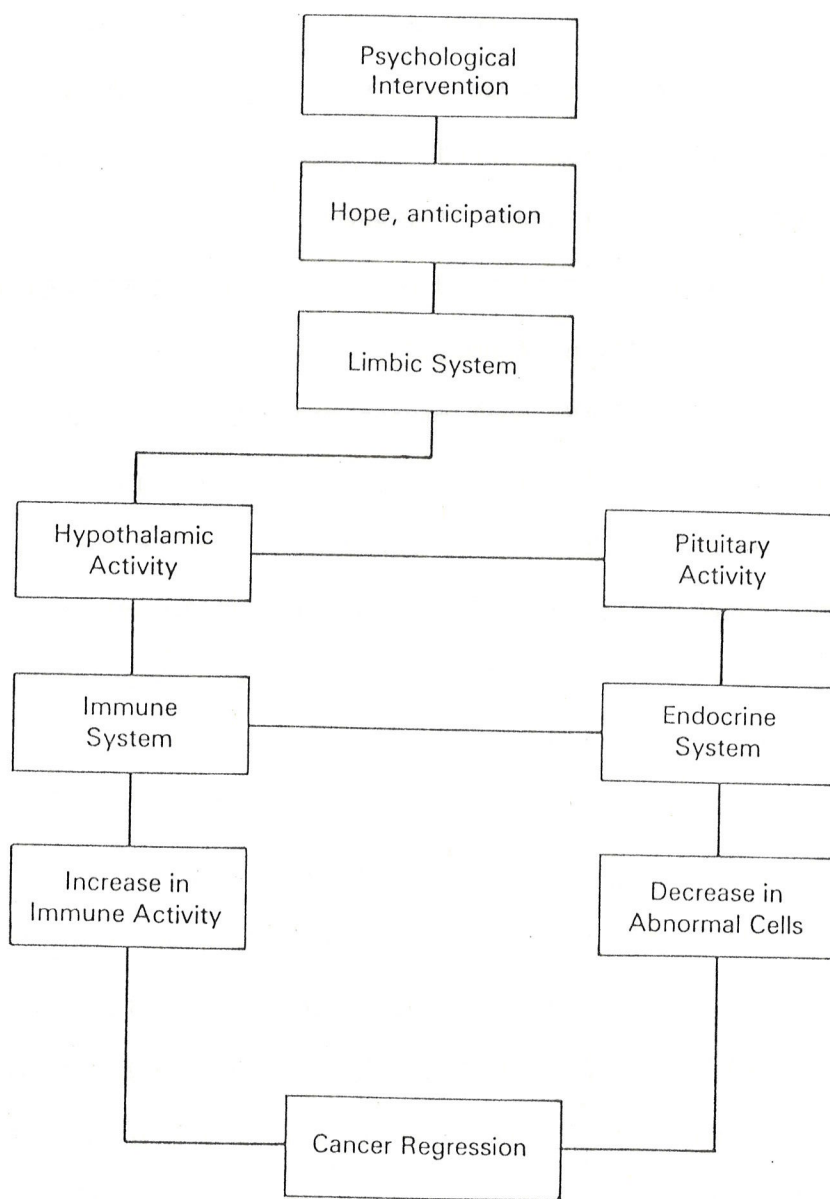 Psychological
Intervention
Hope, anticipation
Limbic System
Hypothalamic
Activity
Pituitary
Activity
Immune
System
Endocrine
System
Increase in
Immune Activity
Decrease in
Abnormal Cells
Cancer Regression